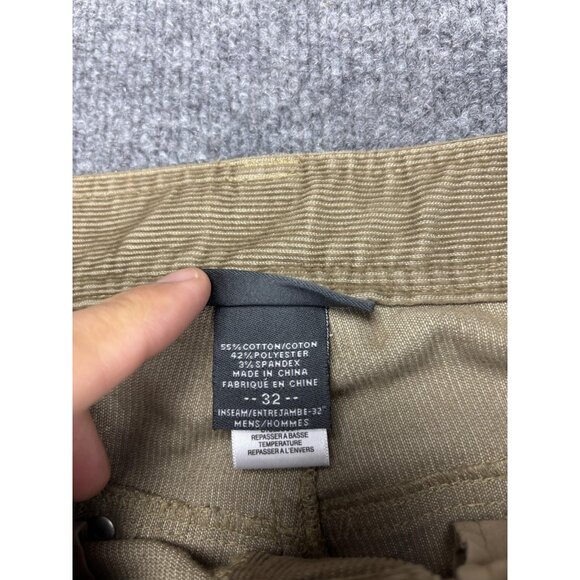 55% COTTON/COTON
42% POLYESTER
3% SPANDEX
MADE IN CHINA
FABRIQUÉ EN CHINE
-- 32 --
INSEAM/ENTREJAMBE-32"
MENS/HOMMES
REPASSER A BASSE
TEMPERATURE
REPASSER A L'ENVERS